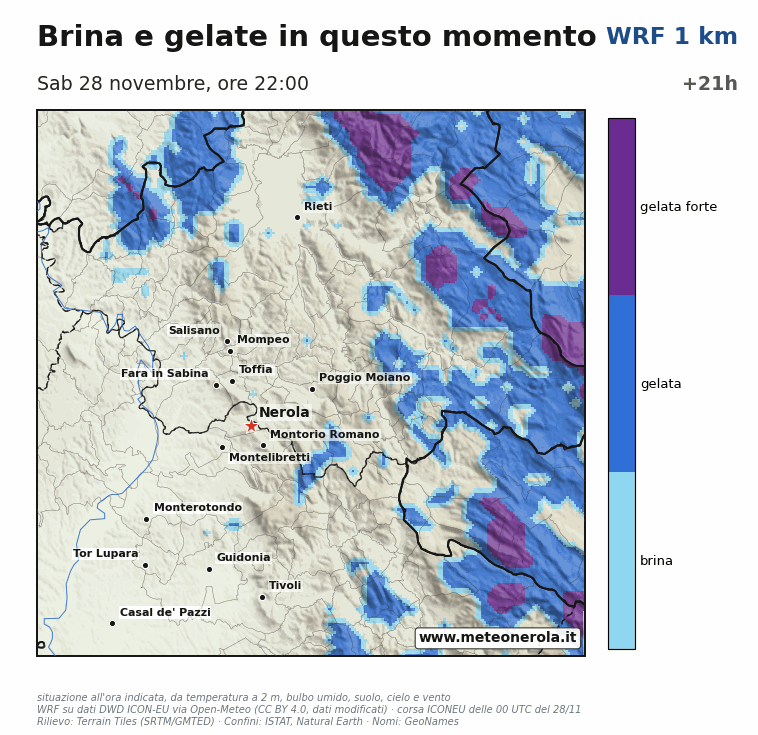 Brina e gelate in questo momento WRF 1 km
Sab 28 novembre, ore 22:00 +21h
Rieti
Salisano
Mompeo
Fara in Sabina
Toffia
Poggio Moiano
Nerola
Montorio Romano
Montelibretti
Monterotondo
Tor Lupara
Guidonia
Tivoli
Casal de' Pazzi
www.meteonerola.it
gelata forte
gelata
brina
situazione all'ora indicata, da temperatura a 2 m, bulbo umido, suolo, cielo e vento
WRF su dati DWD ICON-EU via Open-Meteo (CC BY 4.0, dati modificati) · corsa ICONEU delle 00 UTC del 28/11
Rilievo: Terrain Tiles (SRTM/GMTED) · Confini: ISTAT, Natural Earth · Nomi: GeoNames